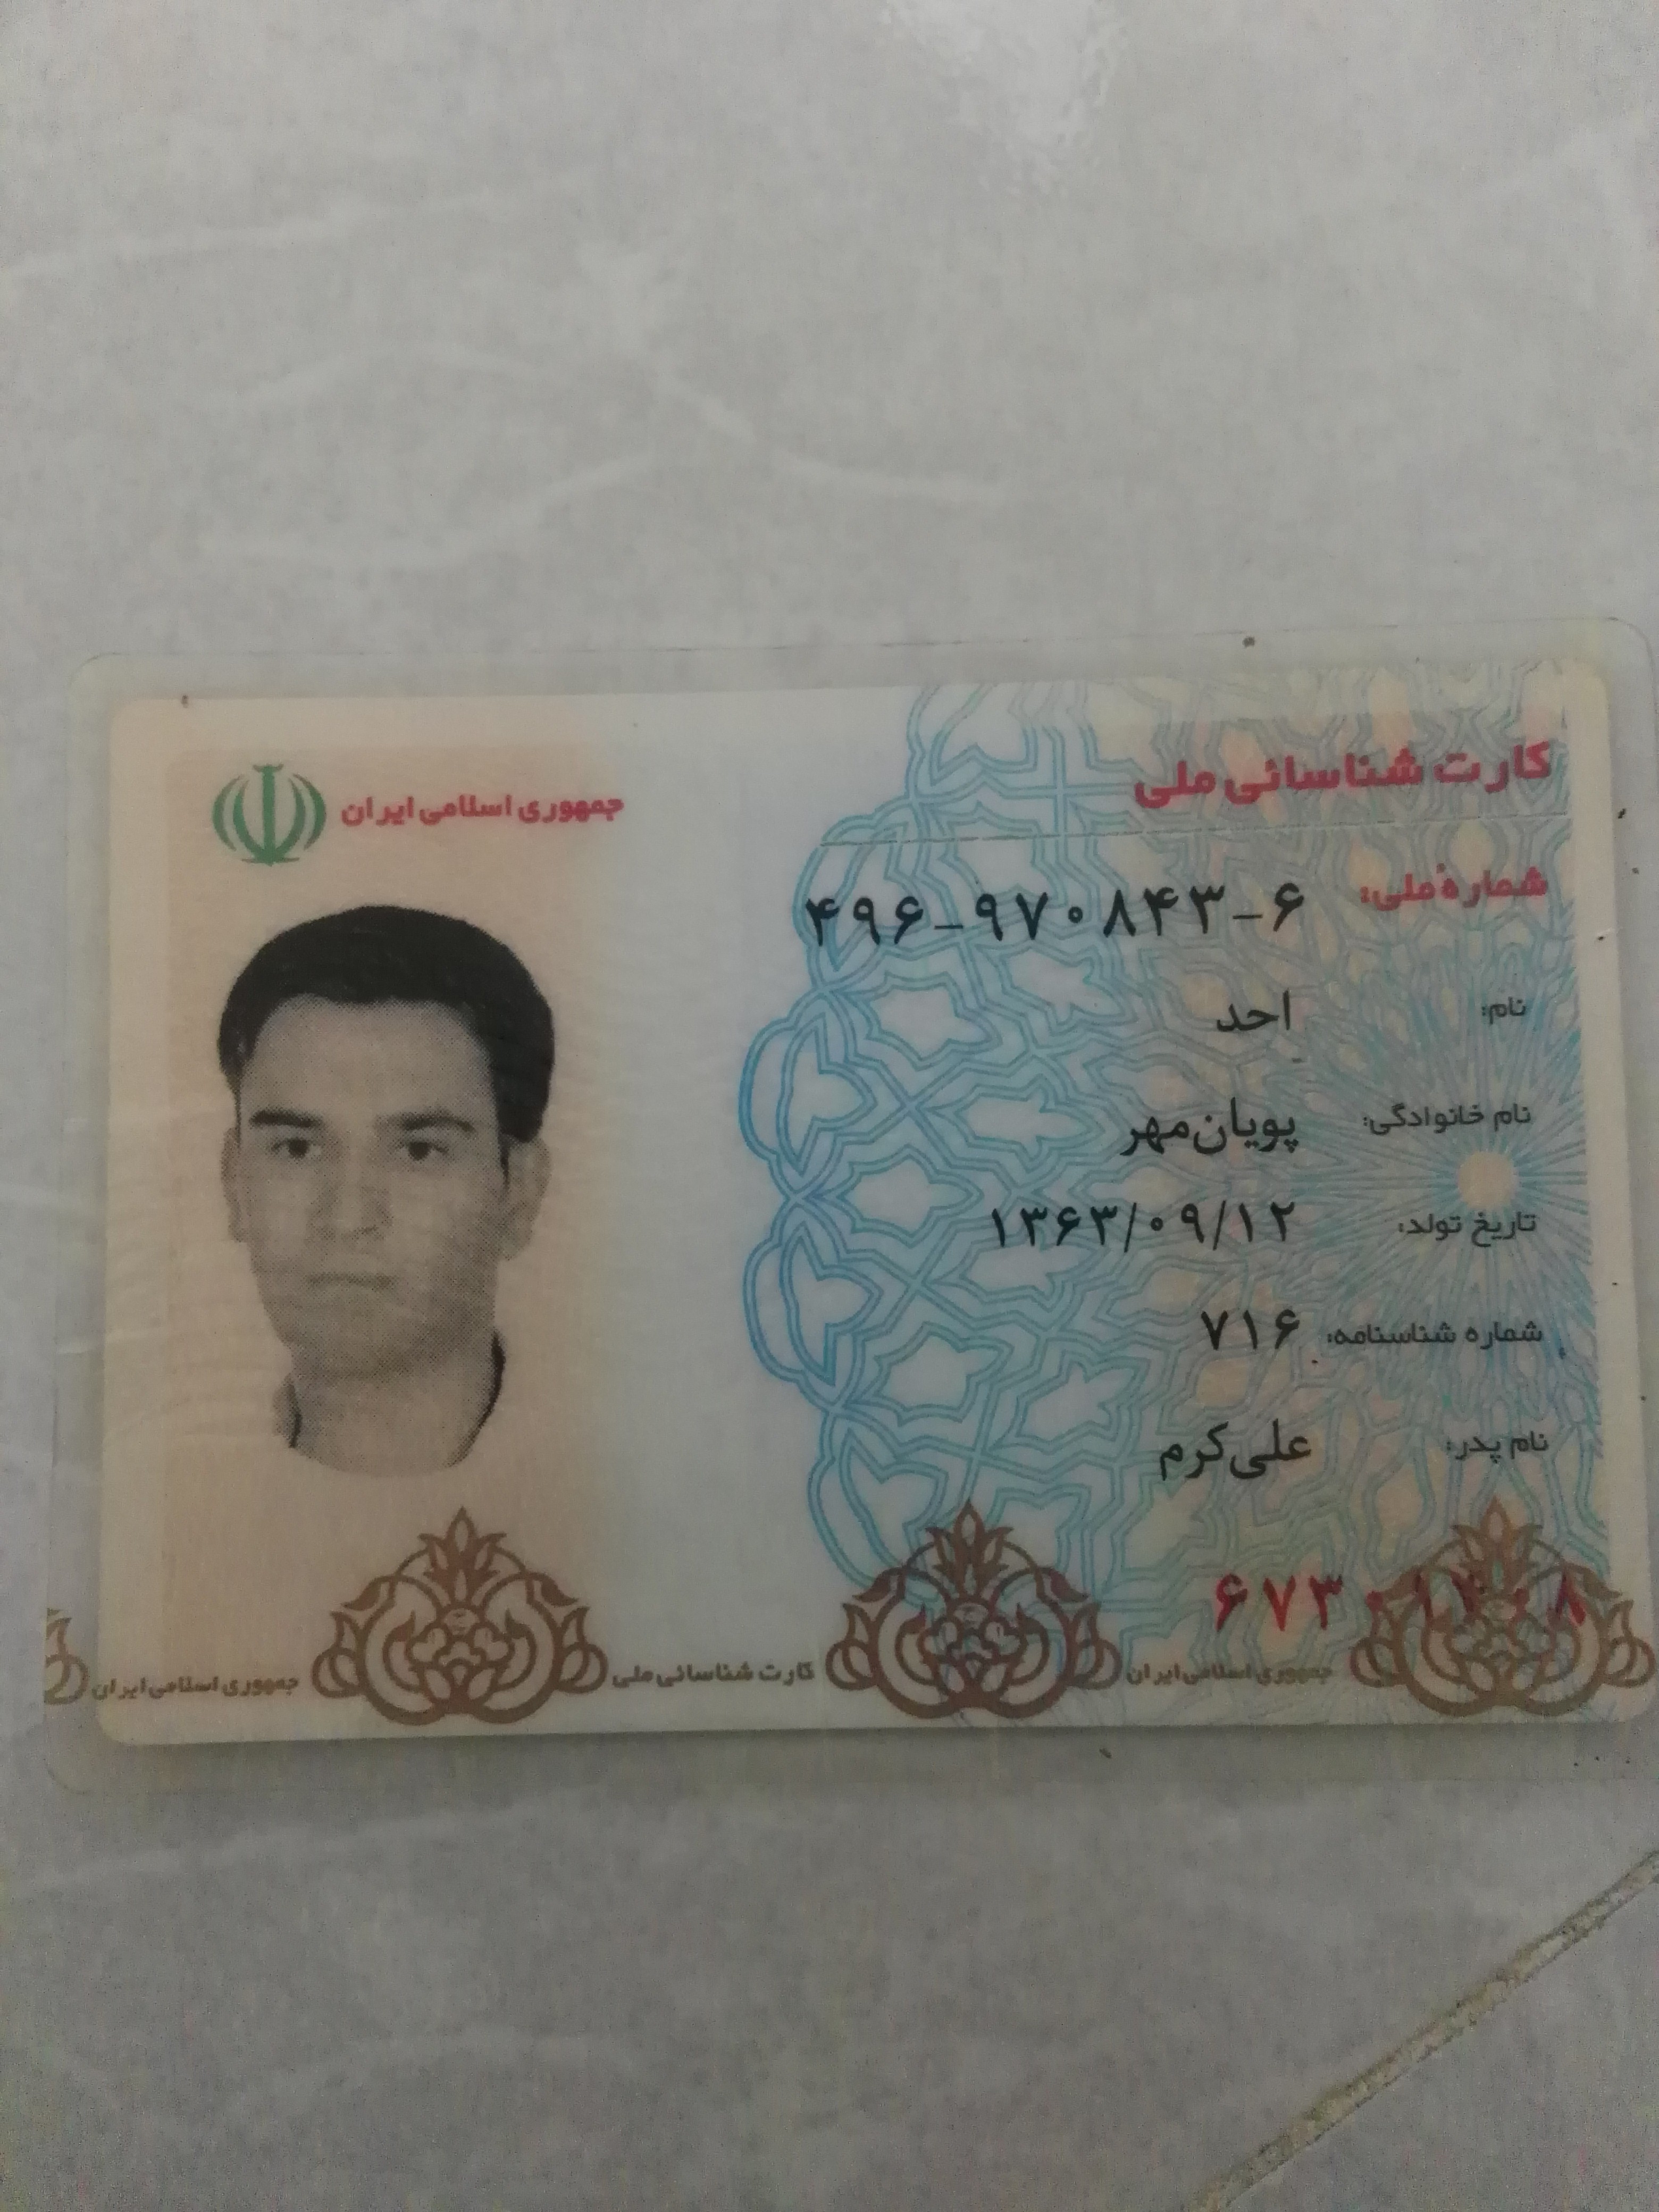 کارت شناسائی ملی
جمهوری اسلامی ایران
شمارهٔ ملی: ۴۹۶-۹۷۰۸۴۳-۶
نام: احد
نام خانوادگی: پویان‌مهر
تاریخ تولد: ۱۳۶۳/۰۹/۱۲
شماره شناسنامه: ۷۱۶
نام پدر: علی‌کرم
جمهوری اسلامی ایران
کارت شناسائی ملی
جمهوری اسلامی ایران